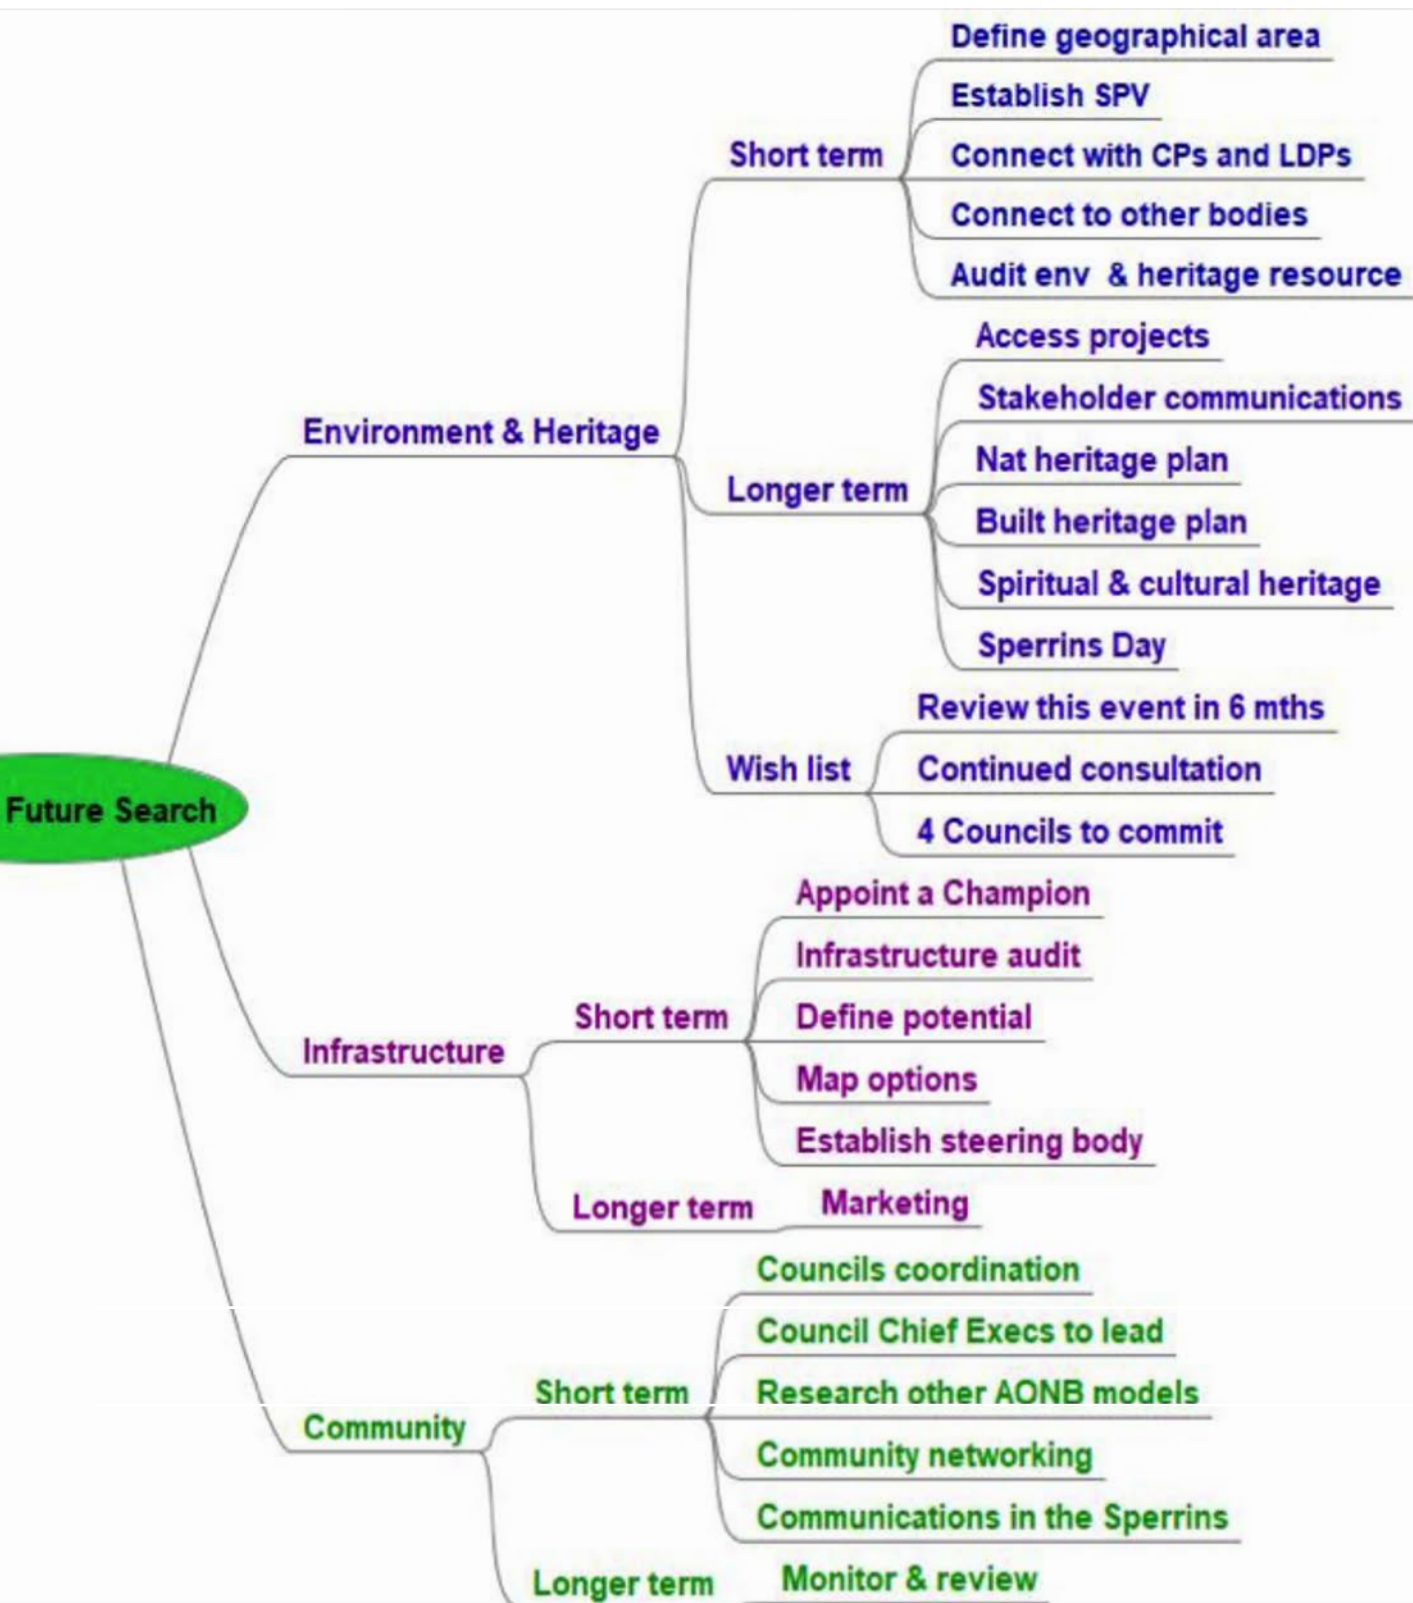 Define geographical area
Establish SPV
Short term
Connect with CPs and LDPs
Connect to other bodies
Audit env & heritage resource
Access projects
Stakeholder communications
Environment & Heritage
Nat heritage plan
Longer term
Built heritage plan
Spiritual & cultural heritage
Sperrins Day
Review this event in 6 mths
Wish list
Continued consultation
4 Councils to commit
Future Search
Appoint a Champion
Infrastructure audit
Short term
Define potential
Infrastructure
Map options
Establish steering body
Longer term
Marketing
Councils coordination
Council Chief Execs to lead
Short term
Research other AONB models
Community
Community networking
Communications in the Sperrins
Longer term
Monitor & review